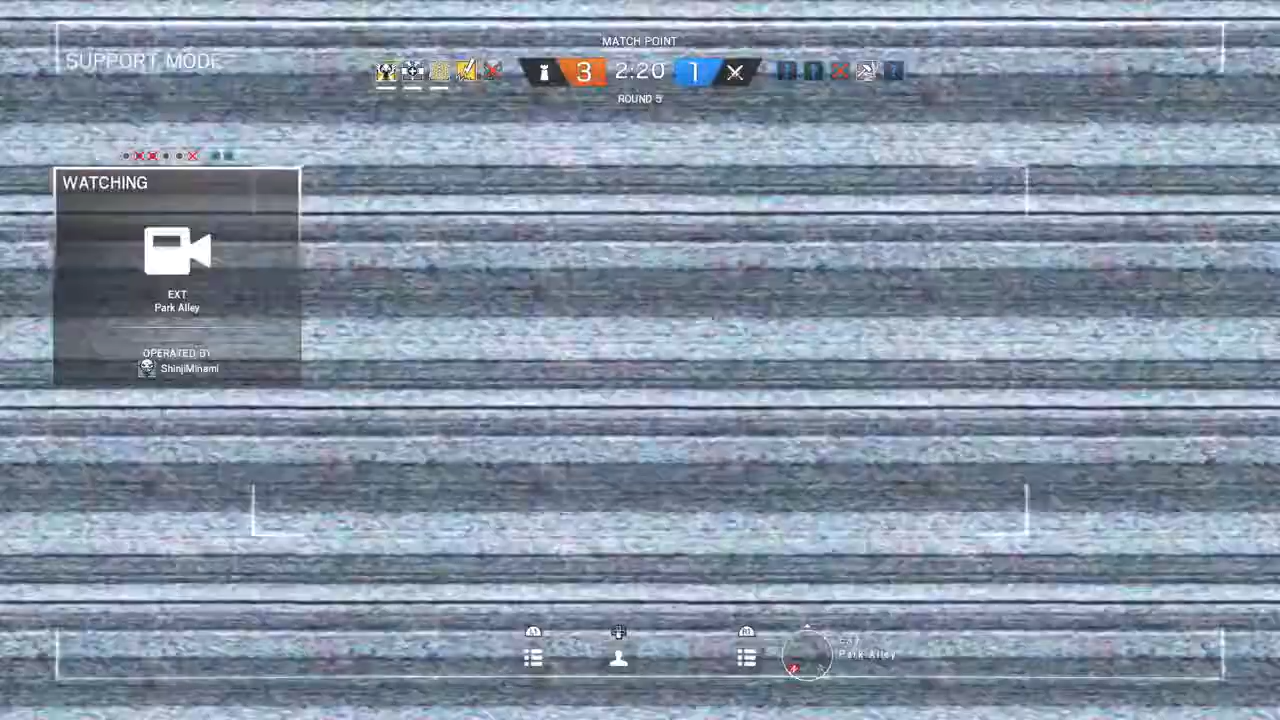 MATCH POINT
SUPPORT MODE
3 2:20 1
ROUND 5
WATCHING
EXT
Park Alley
OPERATED BY
ShinjiMinami
EXT
Park Alley